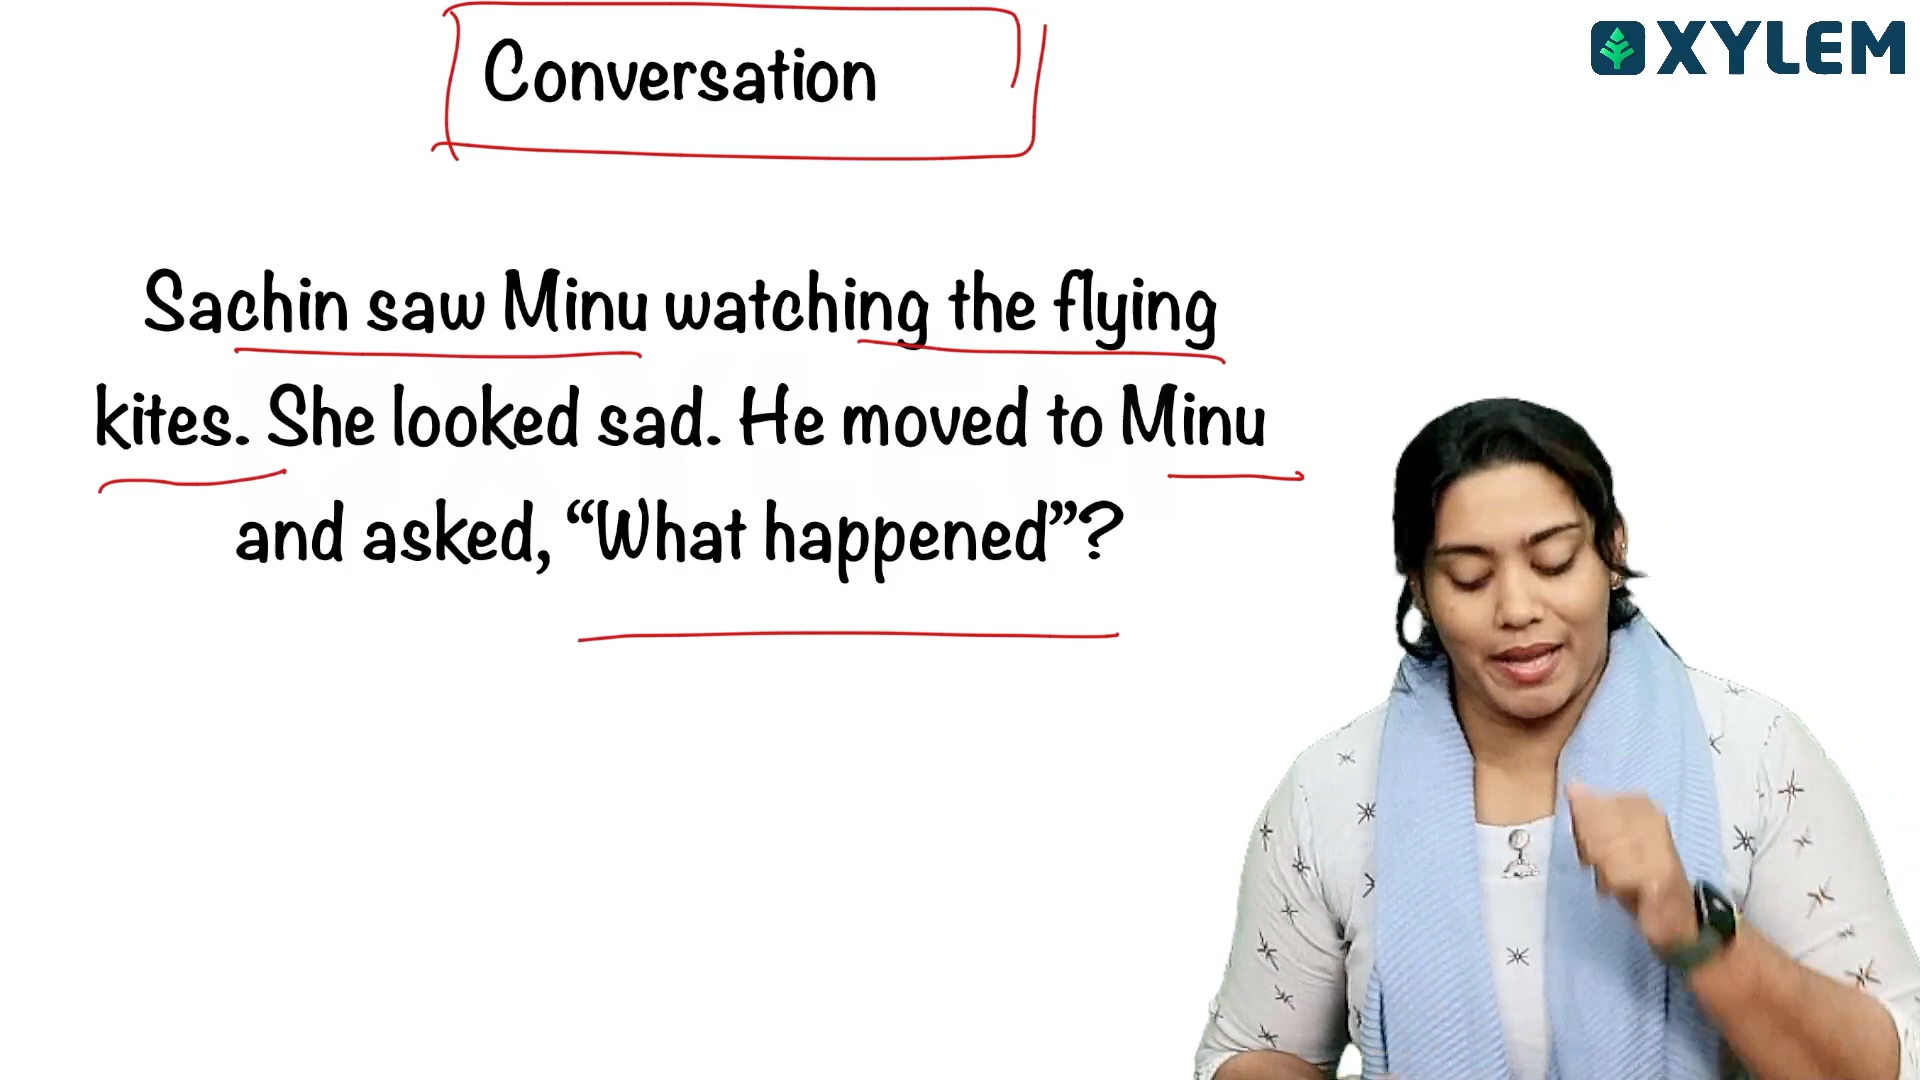 XYLEM
Conversation
Sachin saw Minu watching the flying
kites. She looked sad. He moved to Minu
and asked, “What happened”?